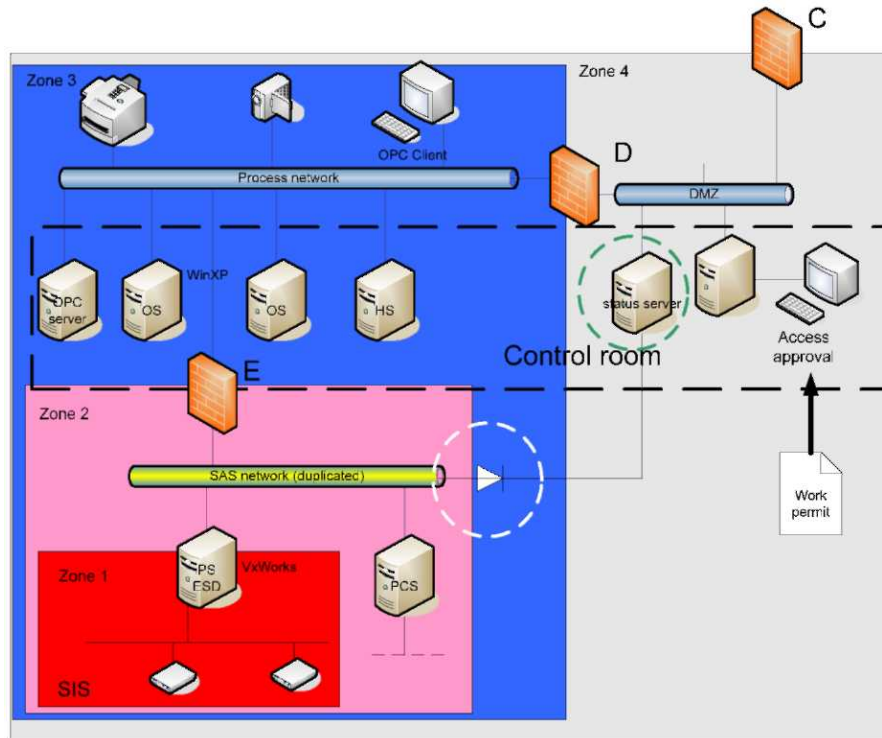 C
Zone 3
Zone 4
OPC Client
D
Process network
DMZ
WinXP
OPC
server
OS
OS
HS
status server
Control room
Access
approval
E
Zone 2
SAS network (duplicated)
Work
permit
Zone 1
PS
ESD
VxWorks
PCS
SIS